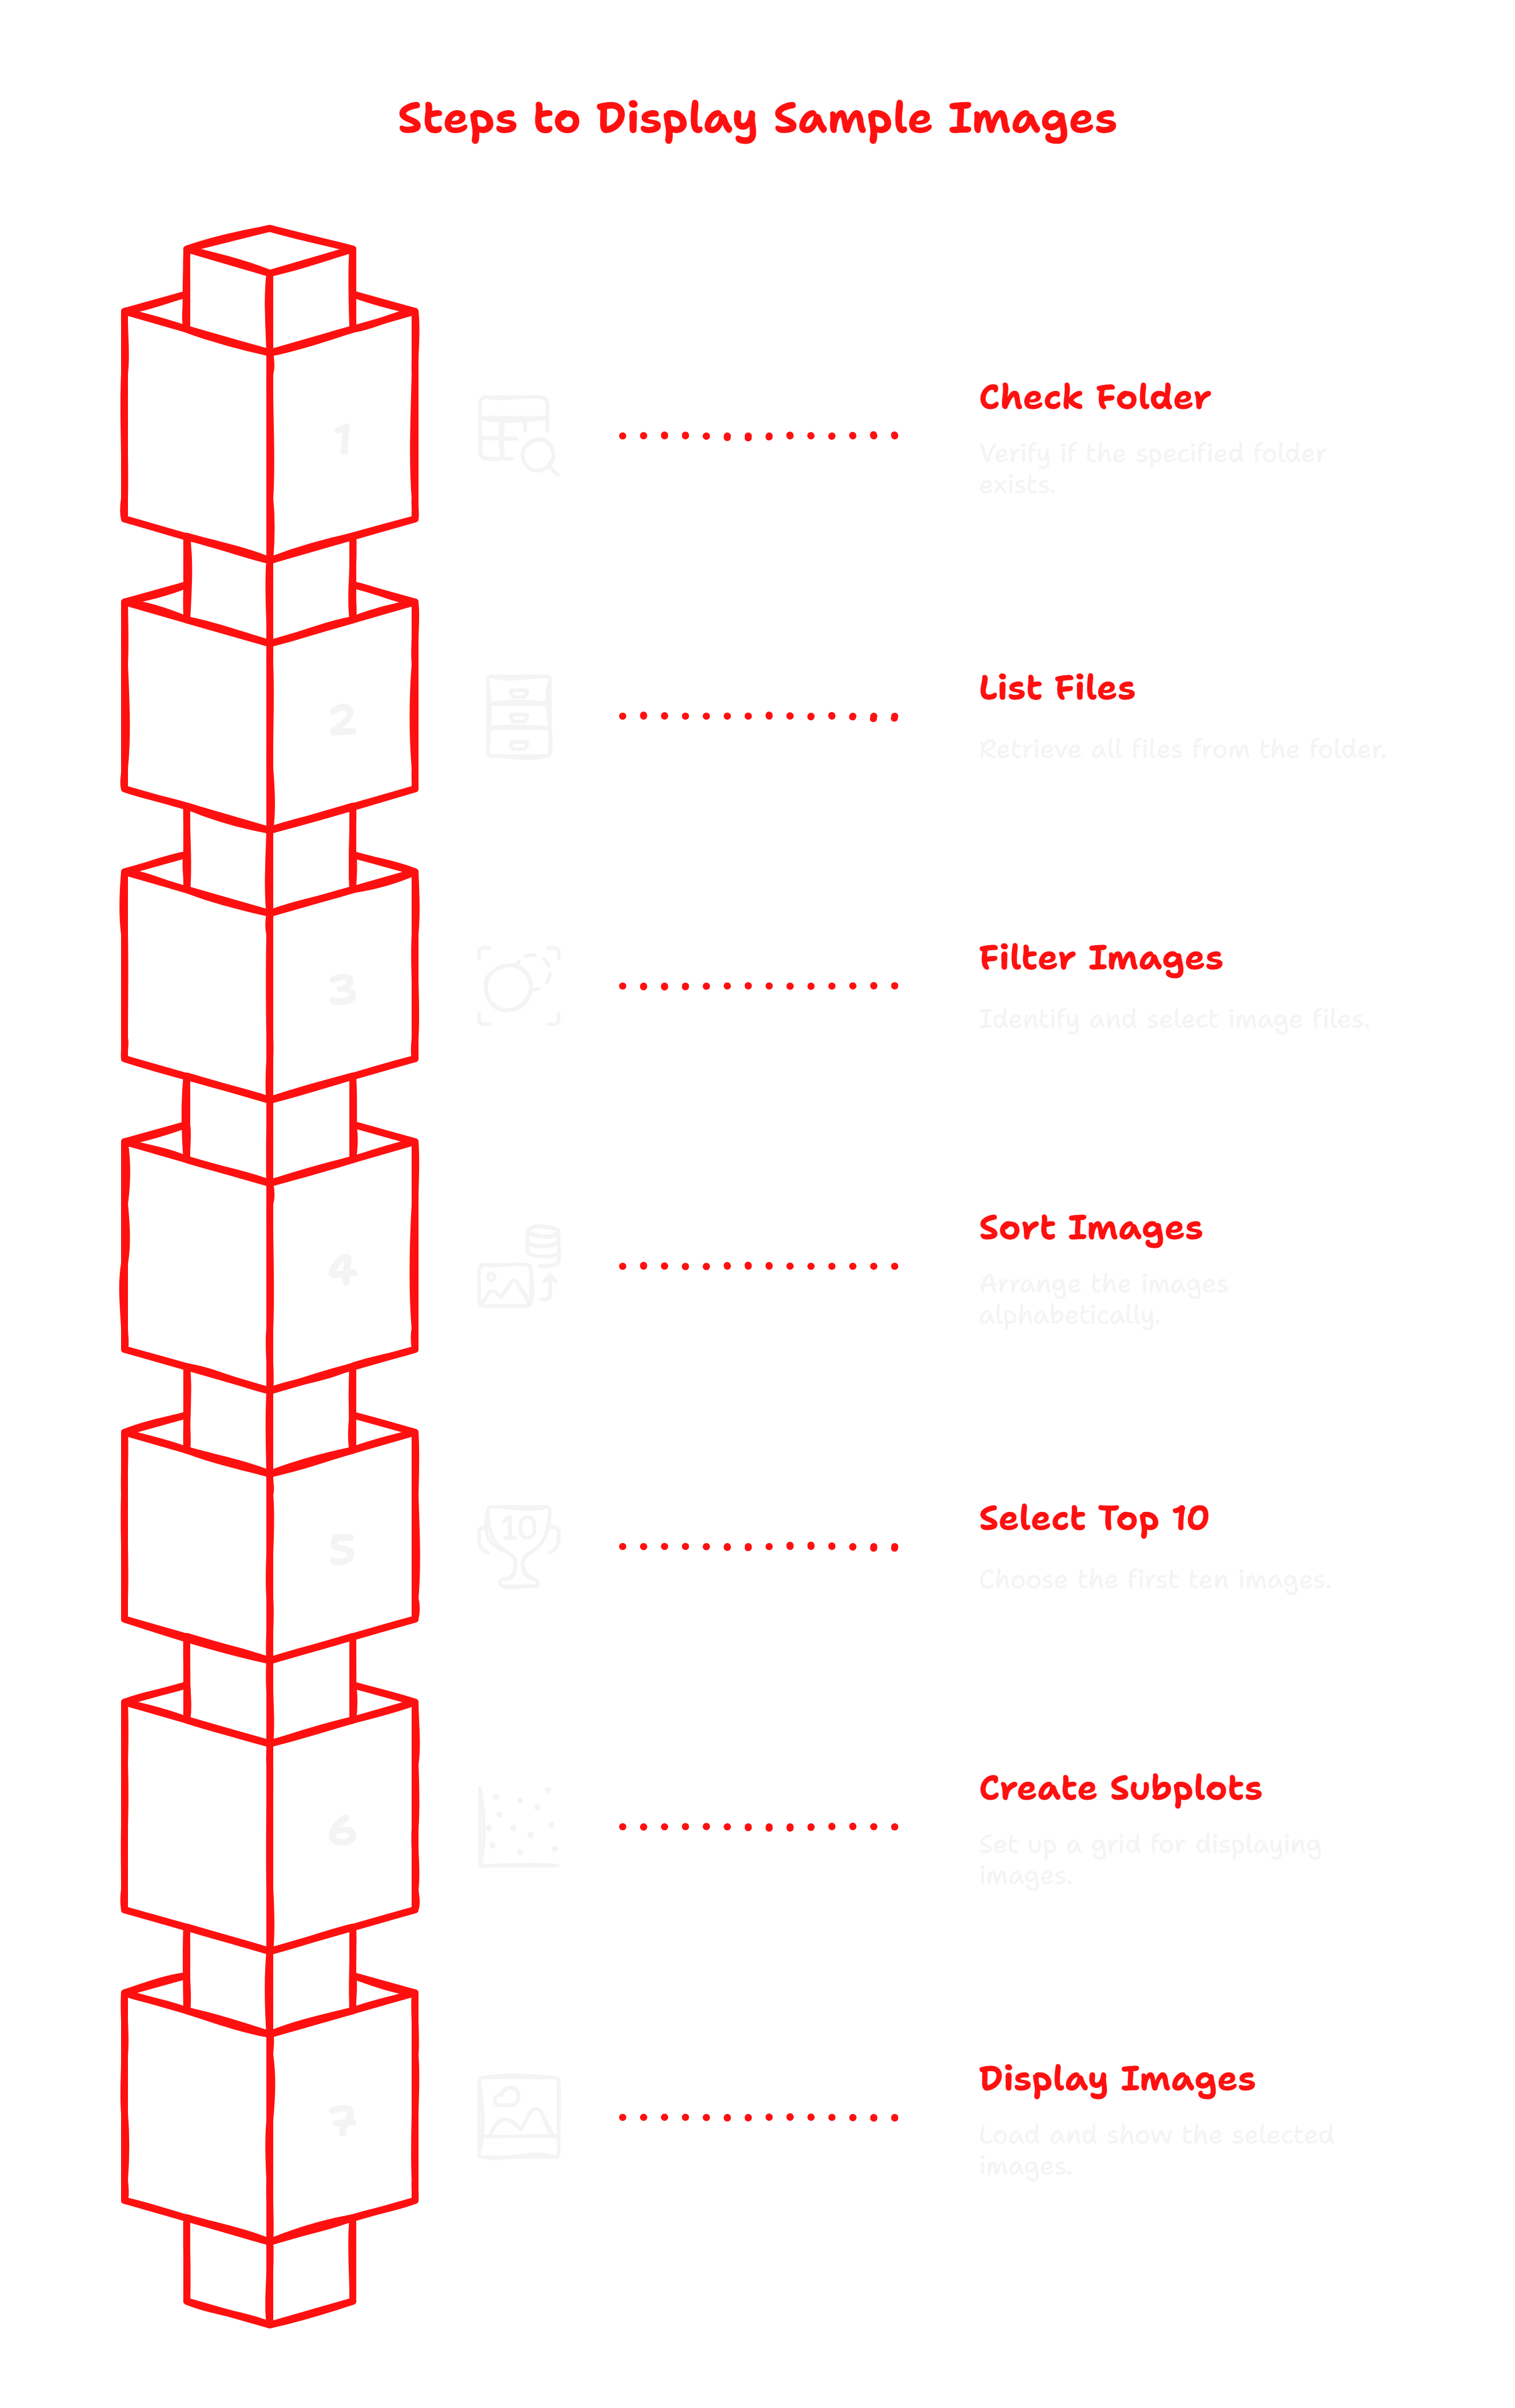 Steps to Display Sample Images
1
Check Folder
Verify if the specified folder
exists.
2
List Files
Retrieve all files from the folder.
3
Filter Images
Identify and select image files.
4
Sort Images
Arrange the images
alphabetically.
5
10
Select Top 10
Choose the first ten images.
6
Create Subplots
Set up a grid for displaying
images.
7
Display Images
Load and show the selected
images.